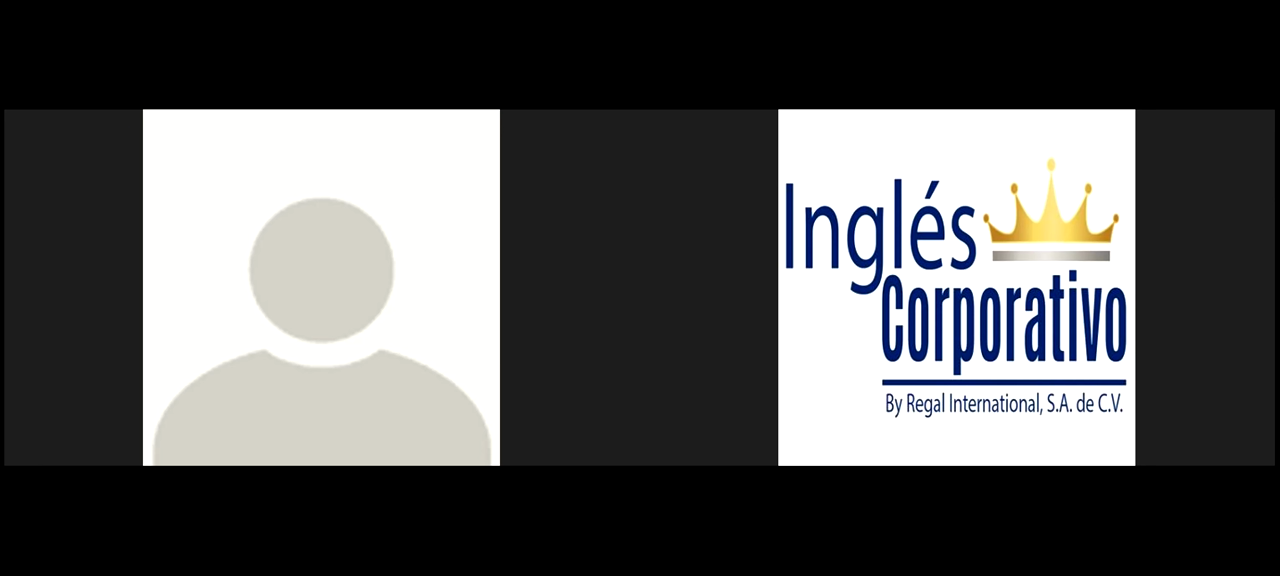 Inglés
Corporativo
By Regal International, S.A. de C.V.